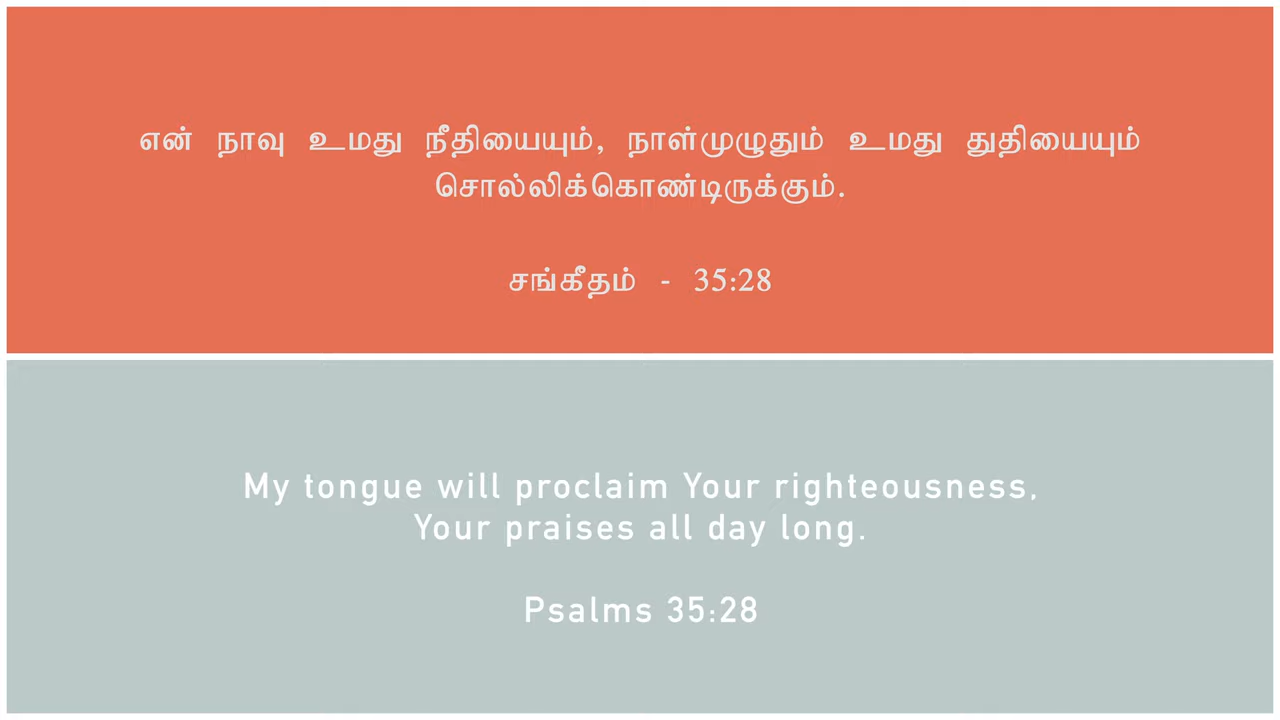 என் நாவு உமது நீதியையும், நாள்முழுதும் உமது துதியையும்
சொல்லிக்கொண்டிருக்கும்.
சங்கீதம் - 35:28
My tongue will proclaim Your righteousness,
Your praises all day long.
Psalms 35:28